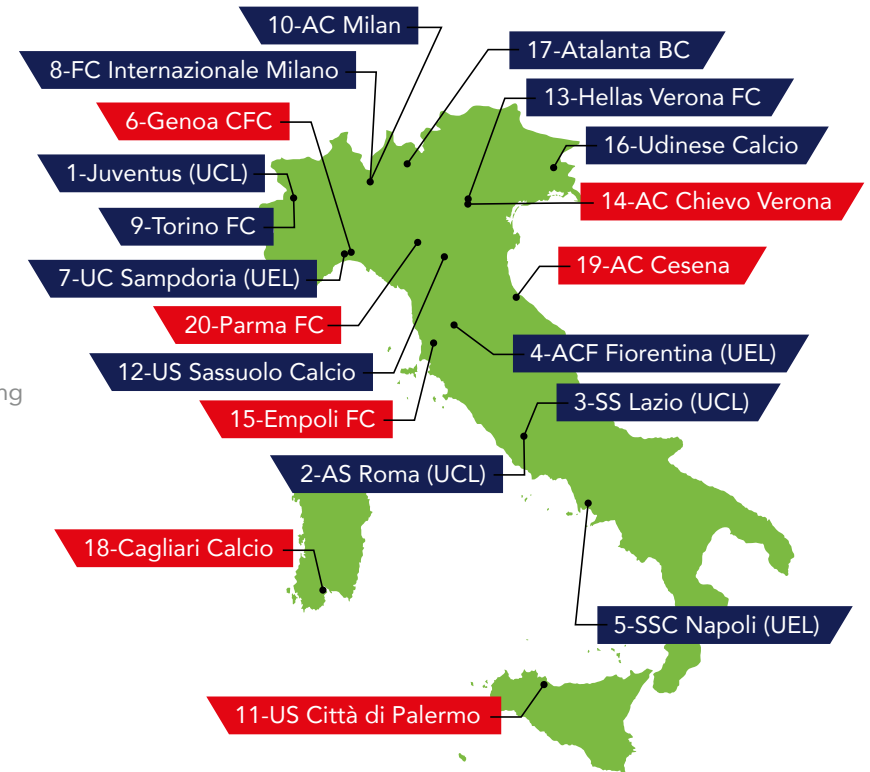 10-AC Milan
17-Atalanta BC
8-FC Internazionale Milano
13-Hellas Verona FC
6-Genoa CFC
16-Udinese Calcio
1-Juventus (UCL)
14-AC Chievo Verona
9-Torino FC
7-UC Sampdoria (UEL)
19-AC Cesena
20-Parma FC
4-ACF Fiorentina (UEL)
12-US Sassuolo Calcio
ng
3-SS Lazio (UCL)
15-Empoli FC
2-AS Roma (UCL)
18-Cagliari Calcio
5-SSC Napoli (UEL)
11-US Città di Palermo